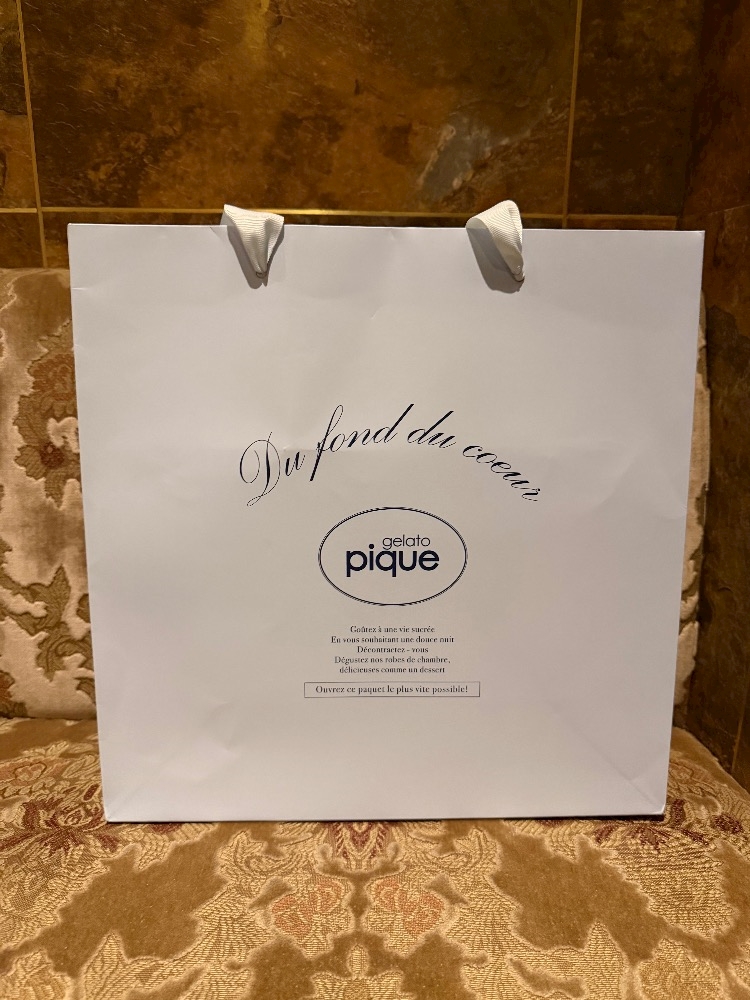 Du fond du coeur
gelato
pique
Goûtez à une vie sucrée
En vous souhaitant une douce nuit
Décontractez - vous
Dégustez nos robes de chambre,
délicieuses comme un dessert
Ouvrez ce paquet le plus vite possible!